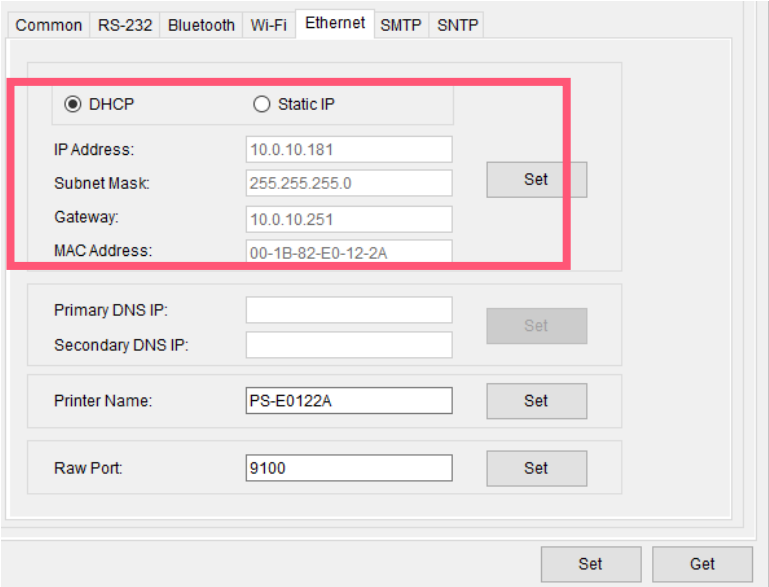 Common RS-232 Bluetooth Wi-Fi Ethernet SMTP SNTP
DHCP Static IP
IP Address: 10.0.10.181
Subnet Mask: 255.255.255.0 Set
Gateway: 10.0.10.251
MAC Address: 00-1B-82-E0-12-2A
Primary DNS IP:
Set
Secondary DNS IP:
Printer Name: PS-E0122A Set
Raw Port: 9100 Set
Set Get